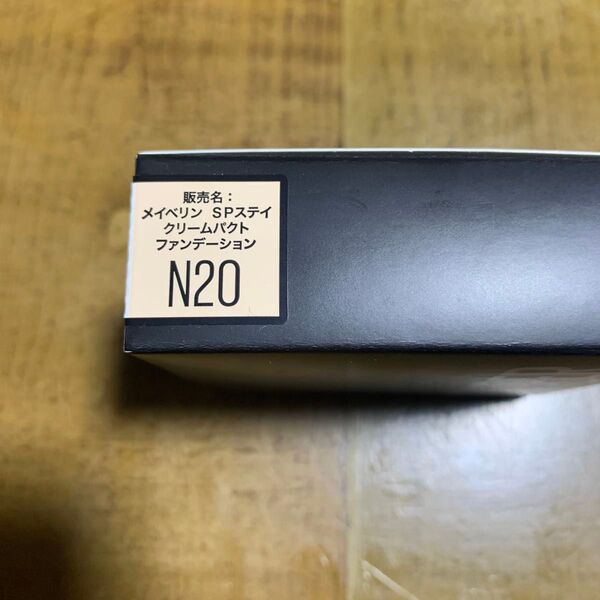 販売名：
メイベリン ＳＰステイ
クリームパクト
ファンデーション
N20